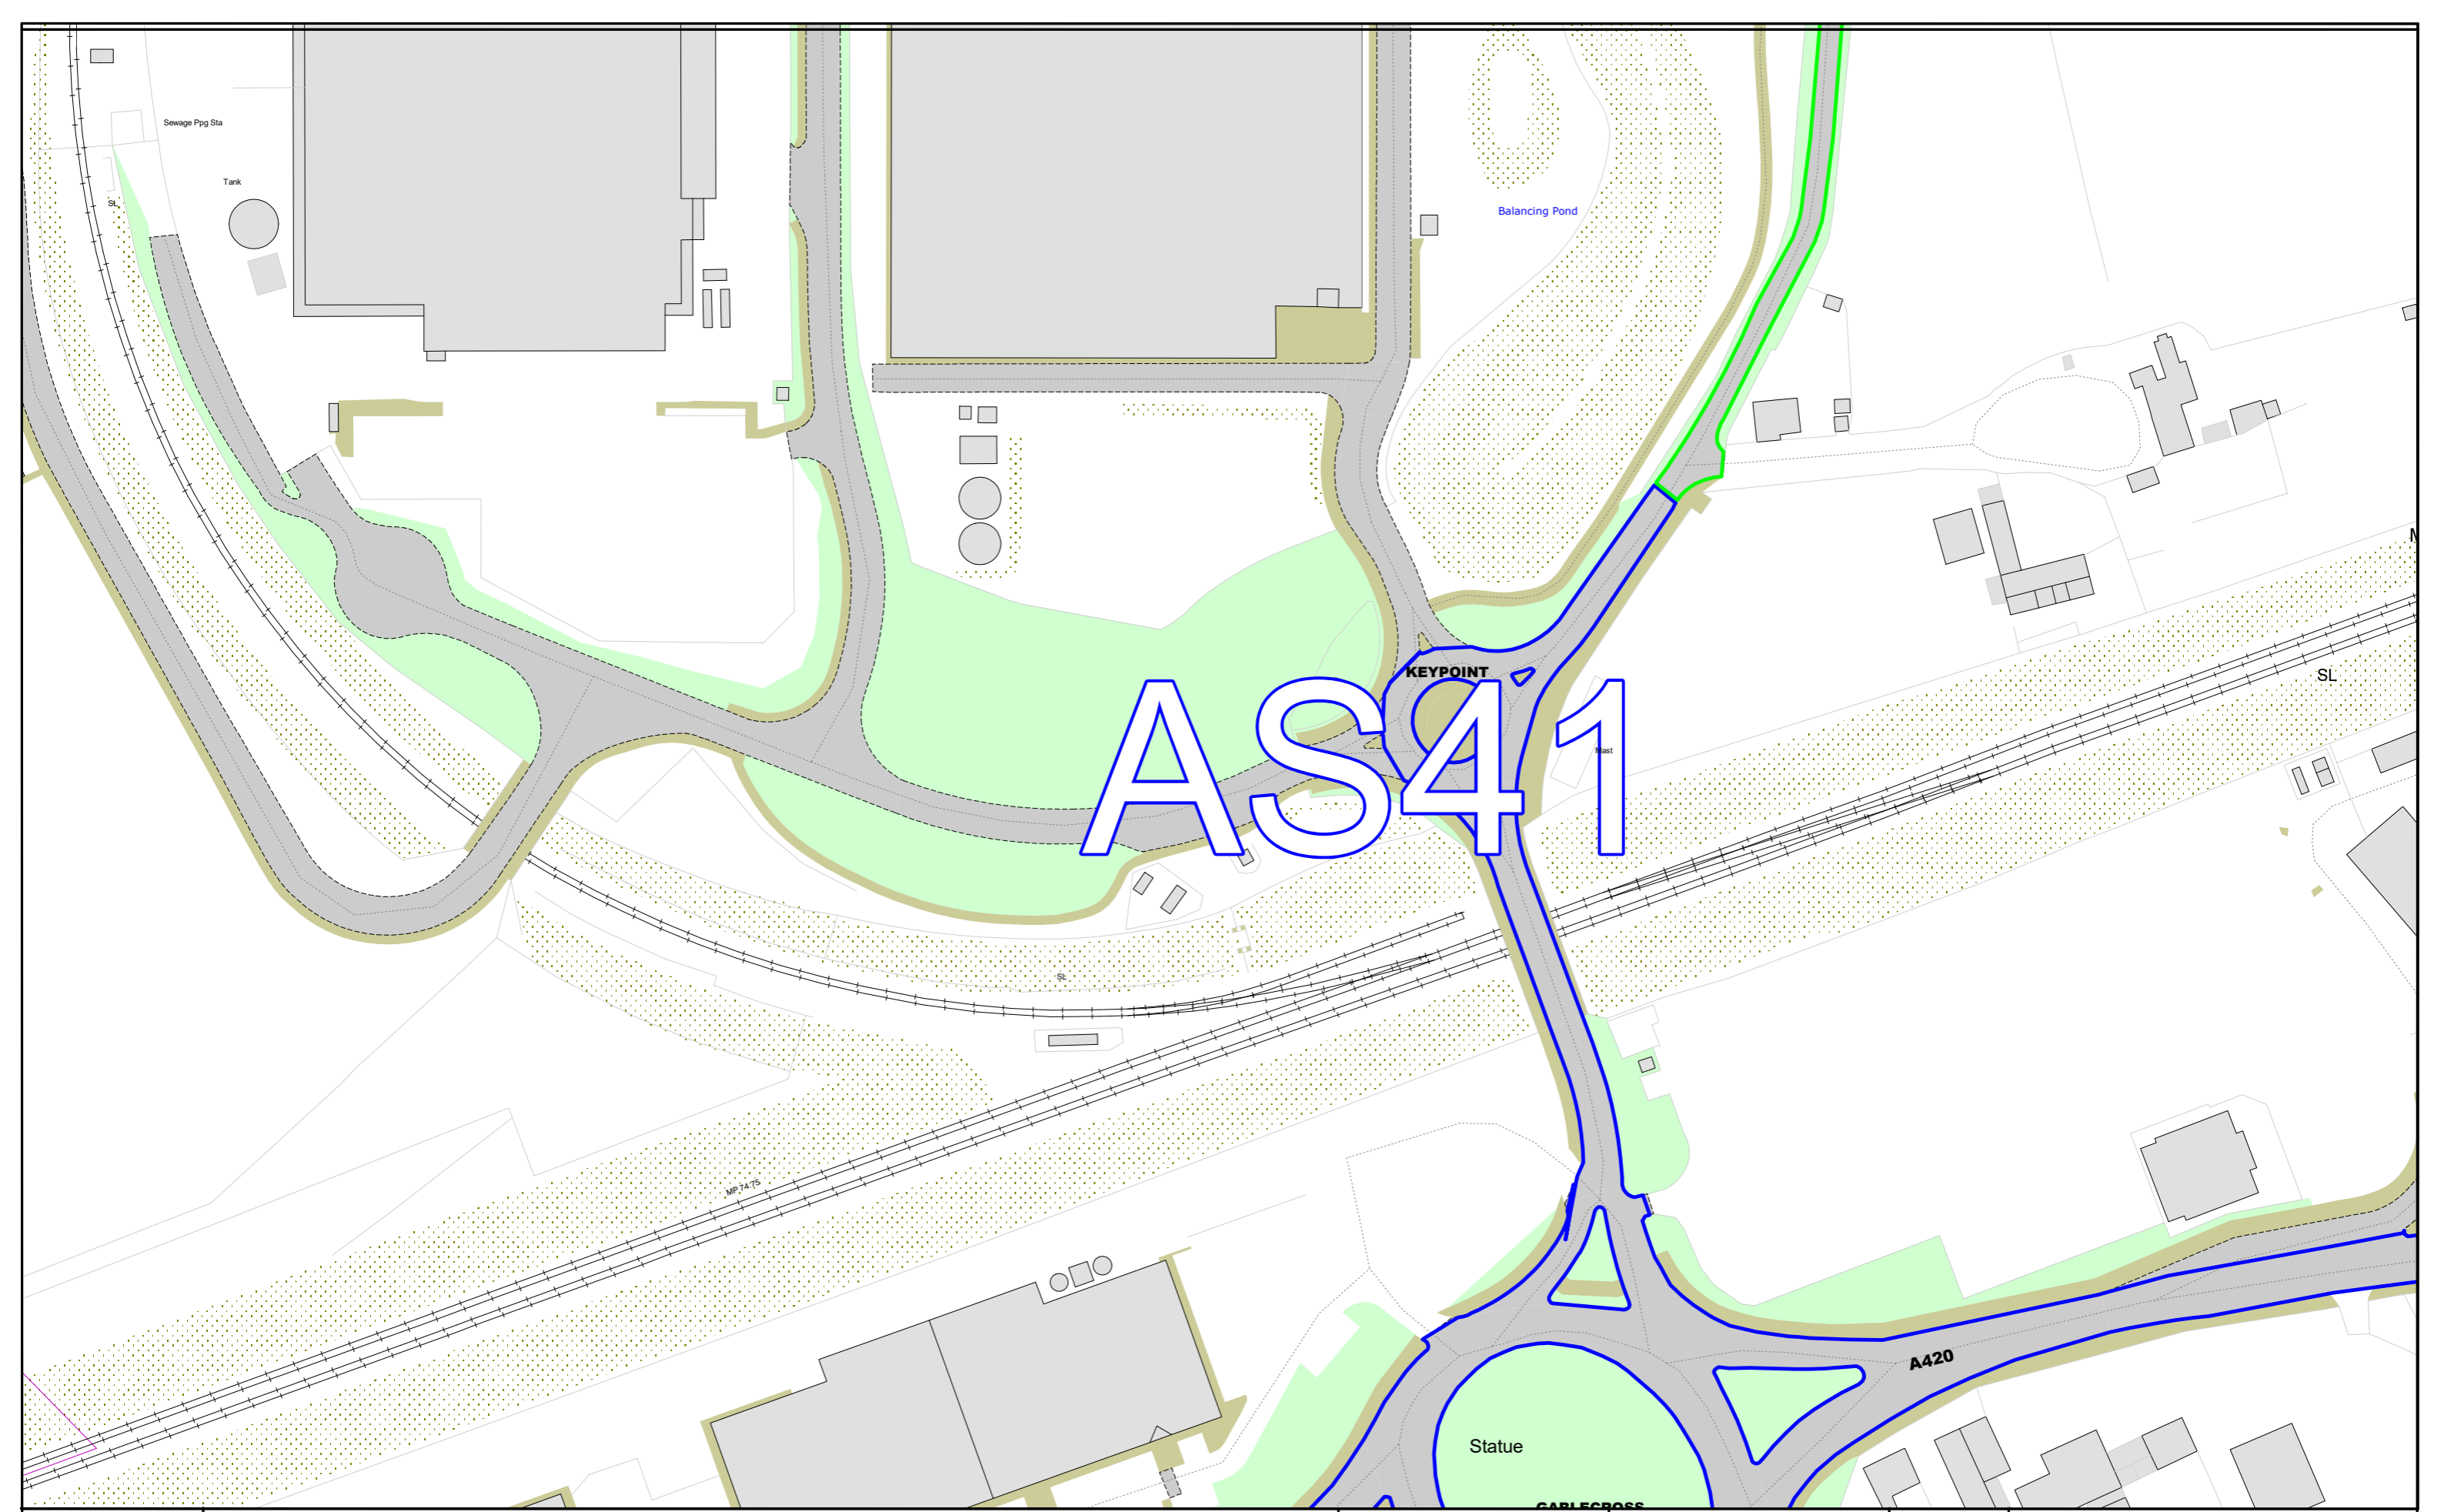 Sewage Ppg Sta
Tank
SL
Balancing Pond
KEYPOINT
AS41
SL
Mast
SL
MP 74.75
A420
Statue
GABLECROSS